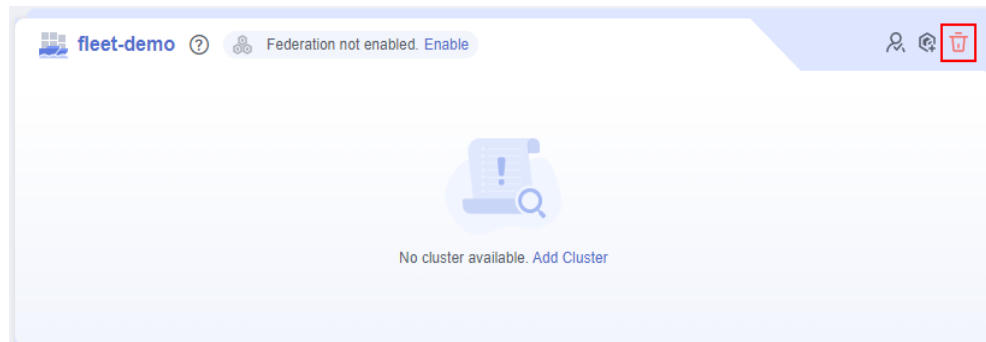 fleet-demo Federation not enabled. Enable
No cluster available. Add Cluster